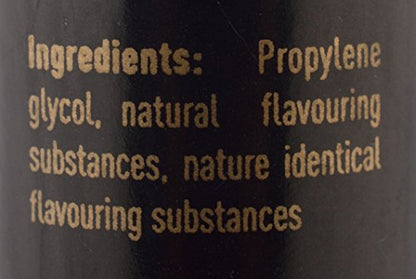 Ingredients: Propylene
glycol, natural flavouring
substances, nature identical
flavouring substances